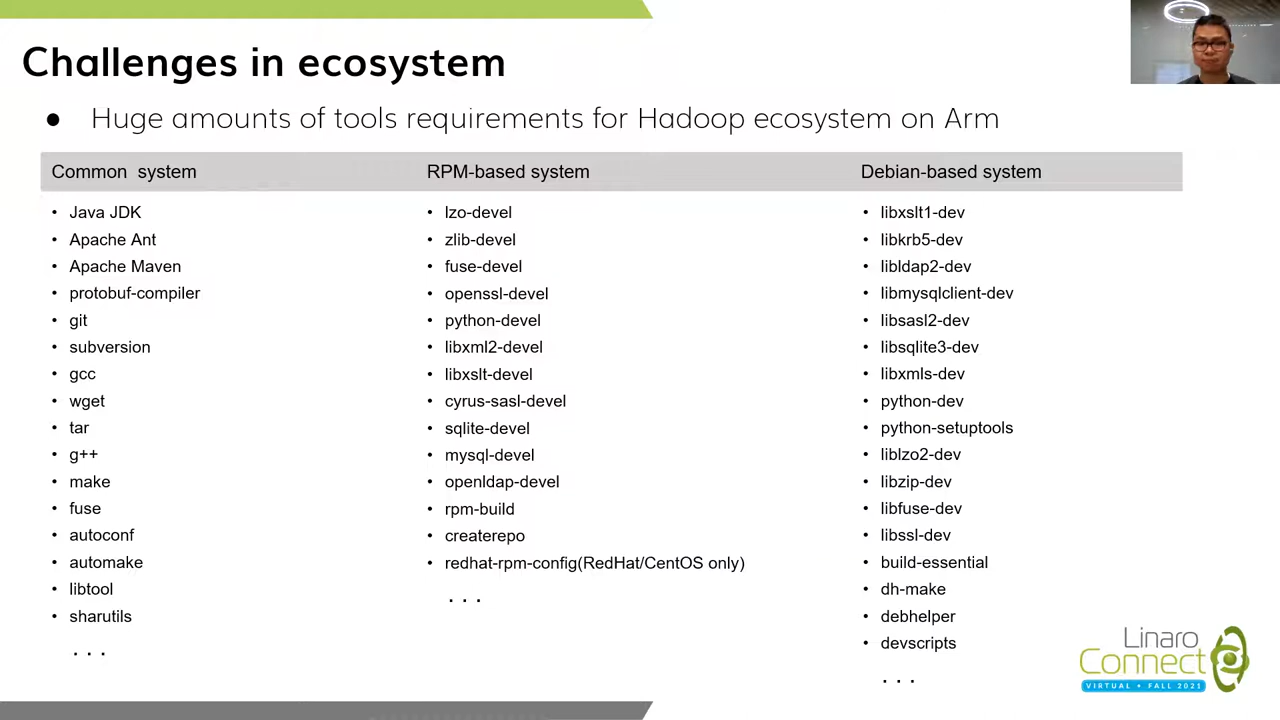 Challenges in ecosystem
● Huge amounts of tools requirements for Hadoop ecosystem on Arm
Common system
• Java JDK
• Apache Ant
• Apache Maven
• protobuf-compiler
• git
• subversion
• gcc
• wget
• tar
• g++
• make
• fuse
• autoconf
• automake
• libtool
• sharutils
. . .
RPM-based system
• lzo-devel
• zlib-devel
• fuse-devel
• openssl-devel
• python-devel
• libxml2-devel
• libxslt-devel
• cyrus-sasl-devel
• sqlite-devel
• mysql-devel
• openldap-devel
• rpm-build
• createrepo
• redhat-rpm-config(RedHat/CentOS only)
. . .
Debian-based system
• libxslt1-dev
• libkrb5-dev
• libldap2-dev
• libmysqlclient-dev
• libsasl2-dev
• libsqlite3-dev
• libxmls-dev
• python-dev
• python-setuptools
• liblzo2-dev
• libzip-dev
• libfuse-dev
• libssl-dev
• build-essential
• dh-make
• debhelper
• devscripts
. . .
Linaro
Connect
VIRTUAL • FALL 2021